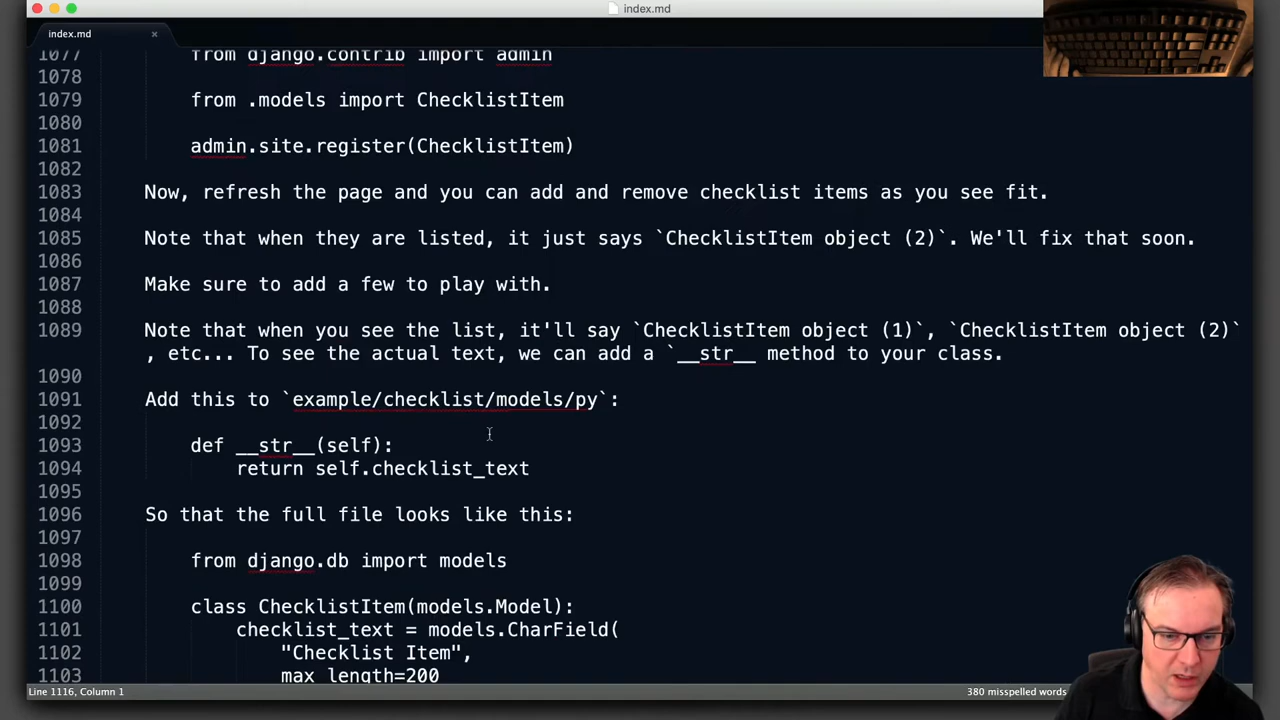 index.md
index.md
1077 from django.contrib import admin
1078
1079 from .models import ChecklistItem
1080
1081 admin.site.register(ChecklistItem)
1082
1083 Now, refresh the page and you can add and remove checklist items as you see fit.
1084
1085 Note that when they are listed, it just says `ChecklistItem object (2)`. We'll fix that soon.
1086
1087 Make sure to add a few to play with.
1088
1089 Note that when you see the list, it'll say `ChecklistItem object (1)`, `ChecklistItem object (2)`
, etc... To see the actual text, we can add a `__str__ method to your class.
1090
1091 Add this to `example/checklist/models/py`:
1092
1093 def __str__(self):
1094 return self.checklist_text
1095
1096 So that the full file looks like this:
1097
1098 from django.db import models
1099
1100 class ChecklistItem(models.Model):
1101 checklist_text = models.CharField(
1102 "Checklist Item",
1103 max_length=200
Line 1116, Column 1
380 misspelled words